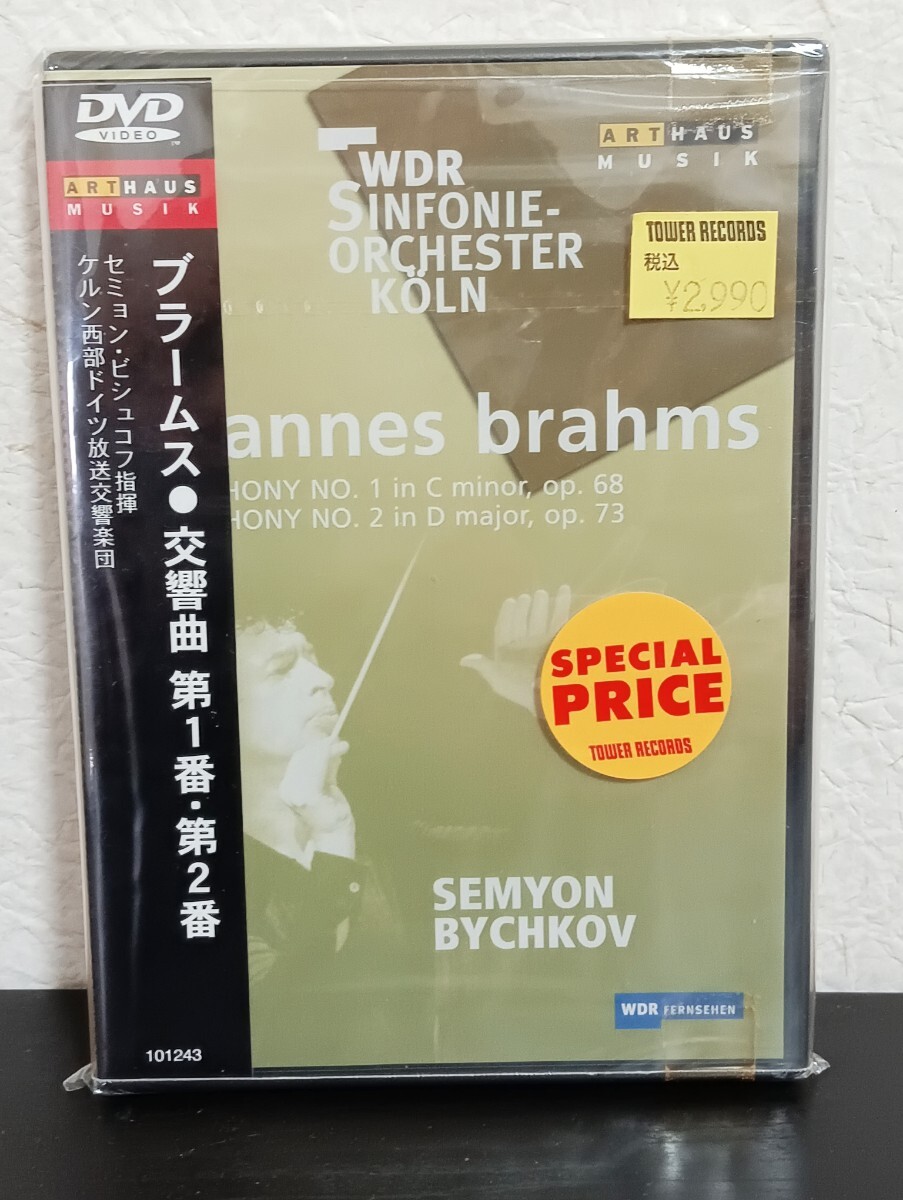 DVD
VIDEO
ARTHAUS
MUSIK
ブラームス●交響曲 第1番・第2番
セミヨン・ビシュコフ指揮
ケルン西部ドイツ放送交響楽団
101243
WDR
SINFONIE-
ORCHESTER
KÖLN
ARTHAUS
MUSIK
TOWER RECORDS
税込
¥2,990
annes brahms
HONY NO. 1 in C minor, op. 68
HONY NO. 2 in D major, op. 73
SPECIAL
PRICE
TOWER RECORDS
SEMYON
BYCHKOV
WDR FERNSEHEN